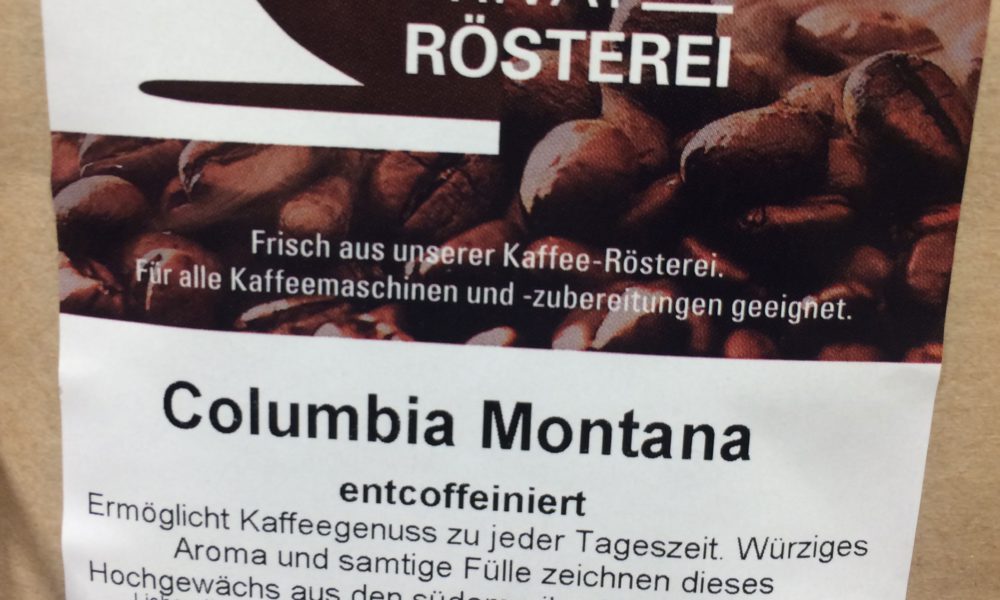 RÖSTEREI
Frisch aus unserer Kaffee-Rösterei.
Für alle Kaffeemaschinen und -zubereitungen geeignet.
Columbia Montana
entcoffeiniert
Ermöglicht Kaffeegenuss zu jeder Tageszeit. Würziges
Aroma und samtige Fülle zeichnen dieses
Hochgewächs aus den